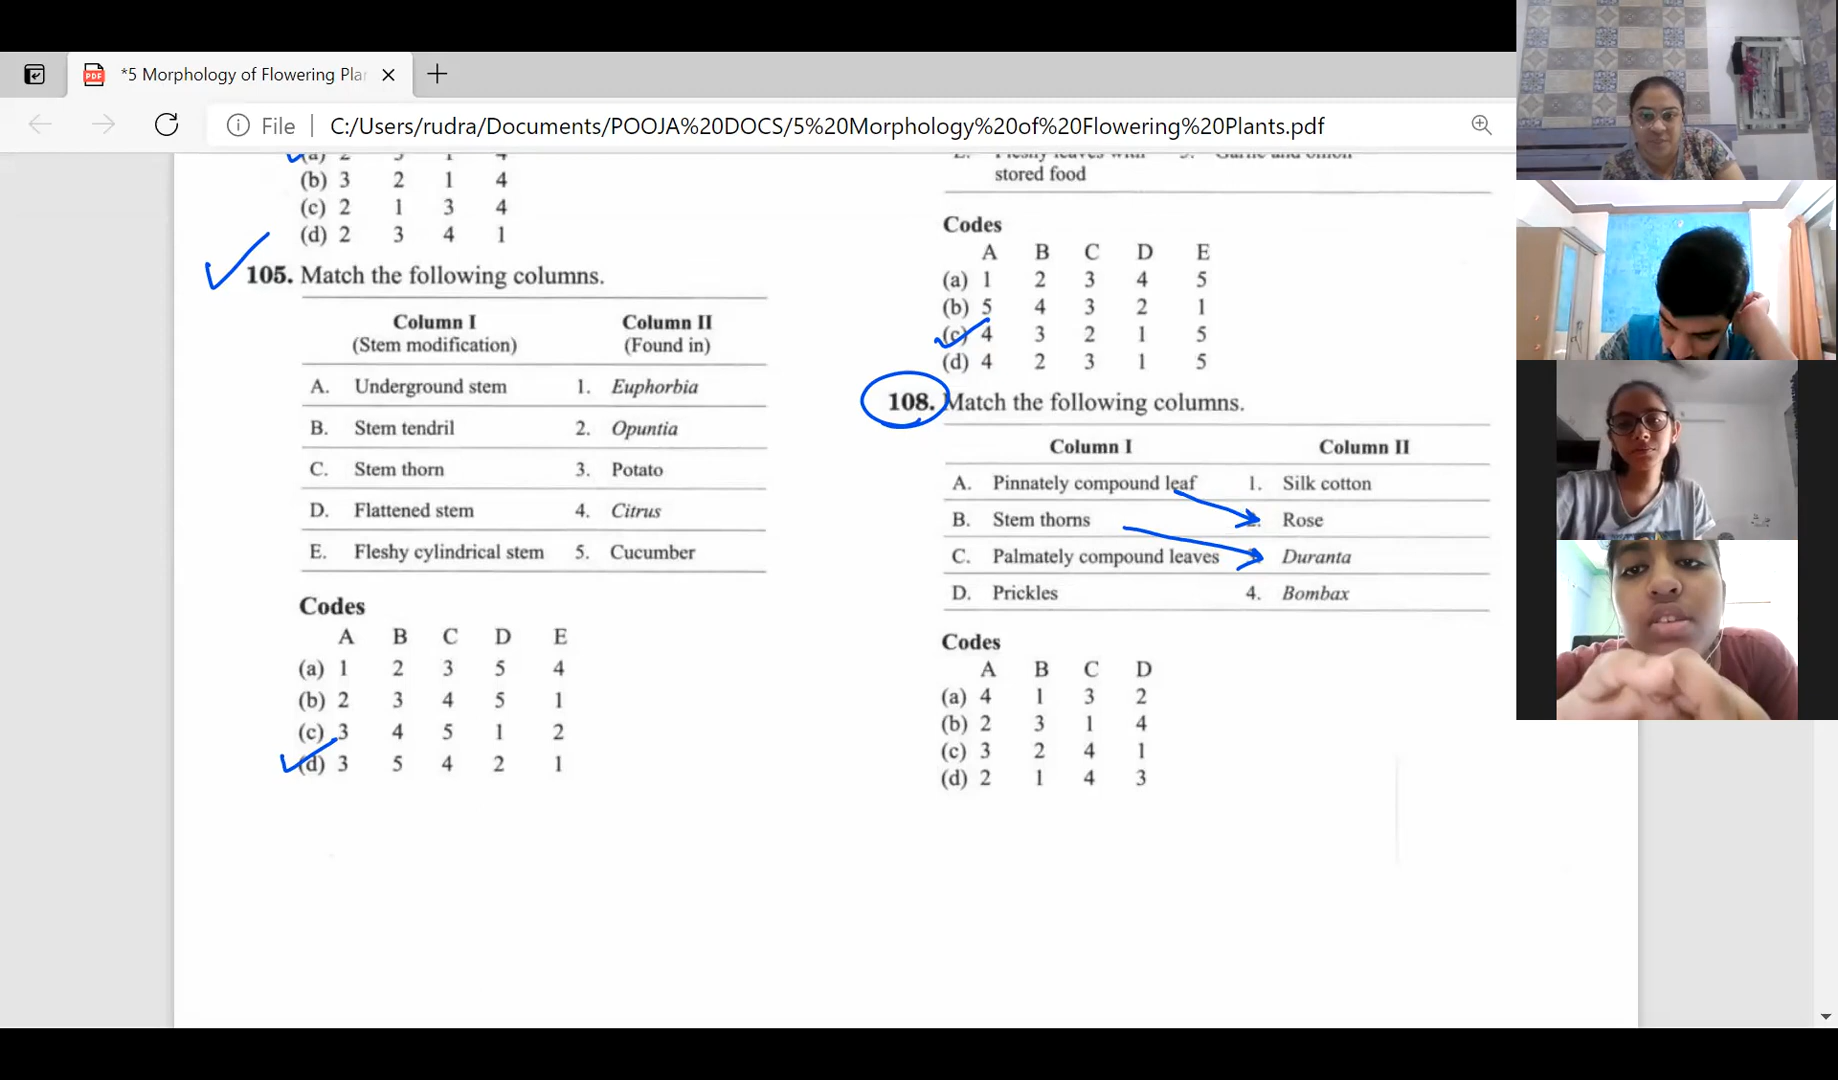 *5 Morphology of Flowering Pla
File | C:/Users/rudra/Documents/POOJA%20DOCS/5%20Morphology%20of%20Flowering%20Plants.pdf
(b) 3 2 1 4
(c) 2 1 3 4
(d) 2 3 4 1
105. Match the following columns.
Column I Column II
(Stem modification) (Found in)
A. Underground stem 1. Euphorbia
B. Stem tendril 2. Opuntia
C. Stem thorn 3. Potato
D. Flattened stem 4. Citrus
E. Fleshy cylindrical stem 5. Cucumber
Codes
A B C D E
(a) 1 2 3 5 4
(b) 2 3 4 5 1
(c) 3 4 5 1 2
(d) 3 5 4 2 1
stored food
Codes
A B C D E
(a) 1 2 3 4 5
(b) 5 4 3 2 1
(c) 4 3 2 1 5
(d) 4 2 3 1 5
108. Match the following columns.
Column I Column II
A. Pinnately compound leaf 1. Silk cotton
B. Stem thorns Rose
C. Palmately compound leaves Duranta
D. Prickles 4. Bombax
Codes
A B C D
(a) 4 1 3 2
(b) 2 3 1 4
(c) 3 2 4 1
(d) 2 1 4 3